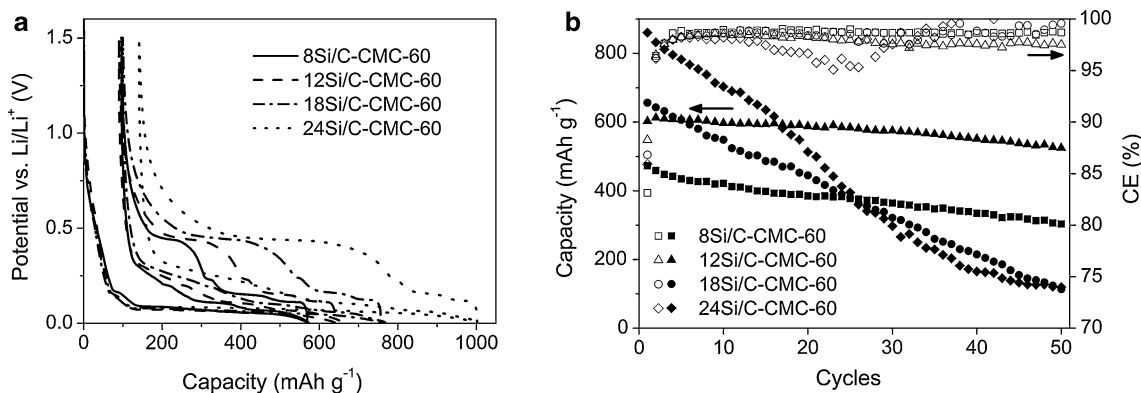 a
1.5
1.0
0.5
0.0
Potential vs. Li/Li⁺ (V)
8Si/C-CMC-60
12Si/C-CMC-60
18Si/C-CMC-60
24Si/C-CMC-60
0 200 400 600 800 1000
Capacity (mAh g⁻¹)
b
800
600
400
200
0
Capacity (mAh g⁻¹)
8Si/C-CMC-60
12Si/C-CMC-60
18Si/C-CMC-60
24Si/C-CMC-60
100
95
90
85
80
75
70
CE (%)
0 10 20 30 40 50
Cycles